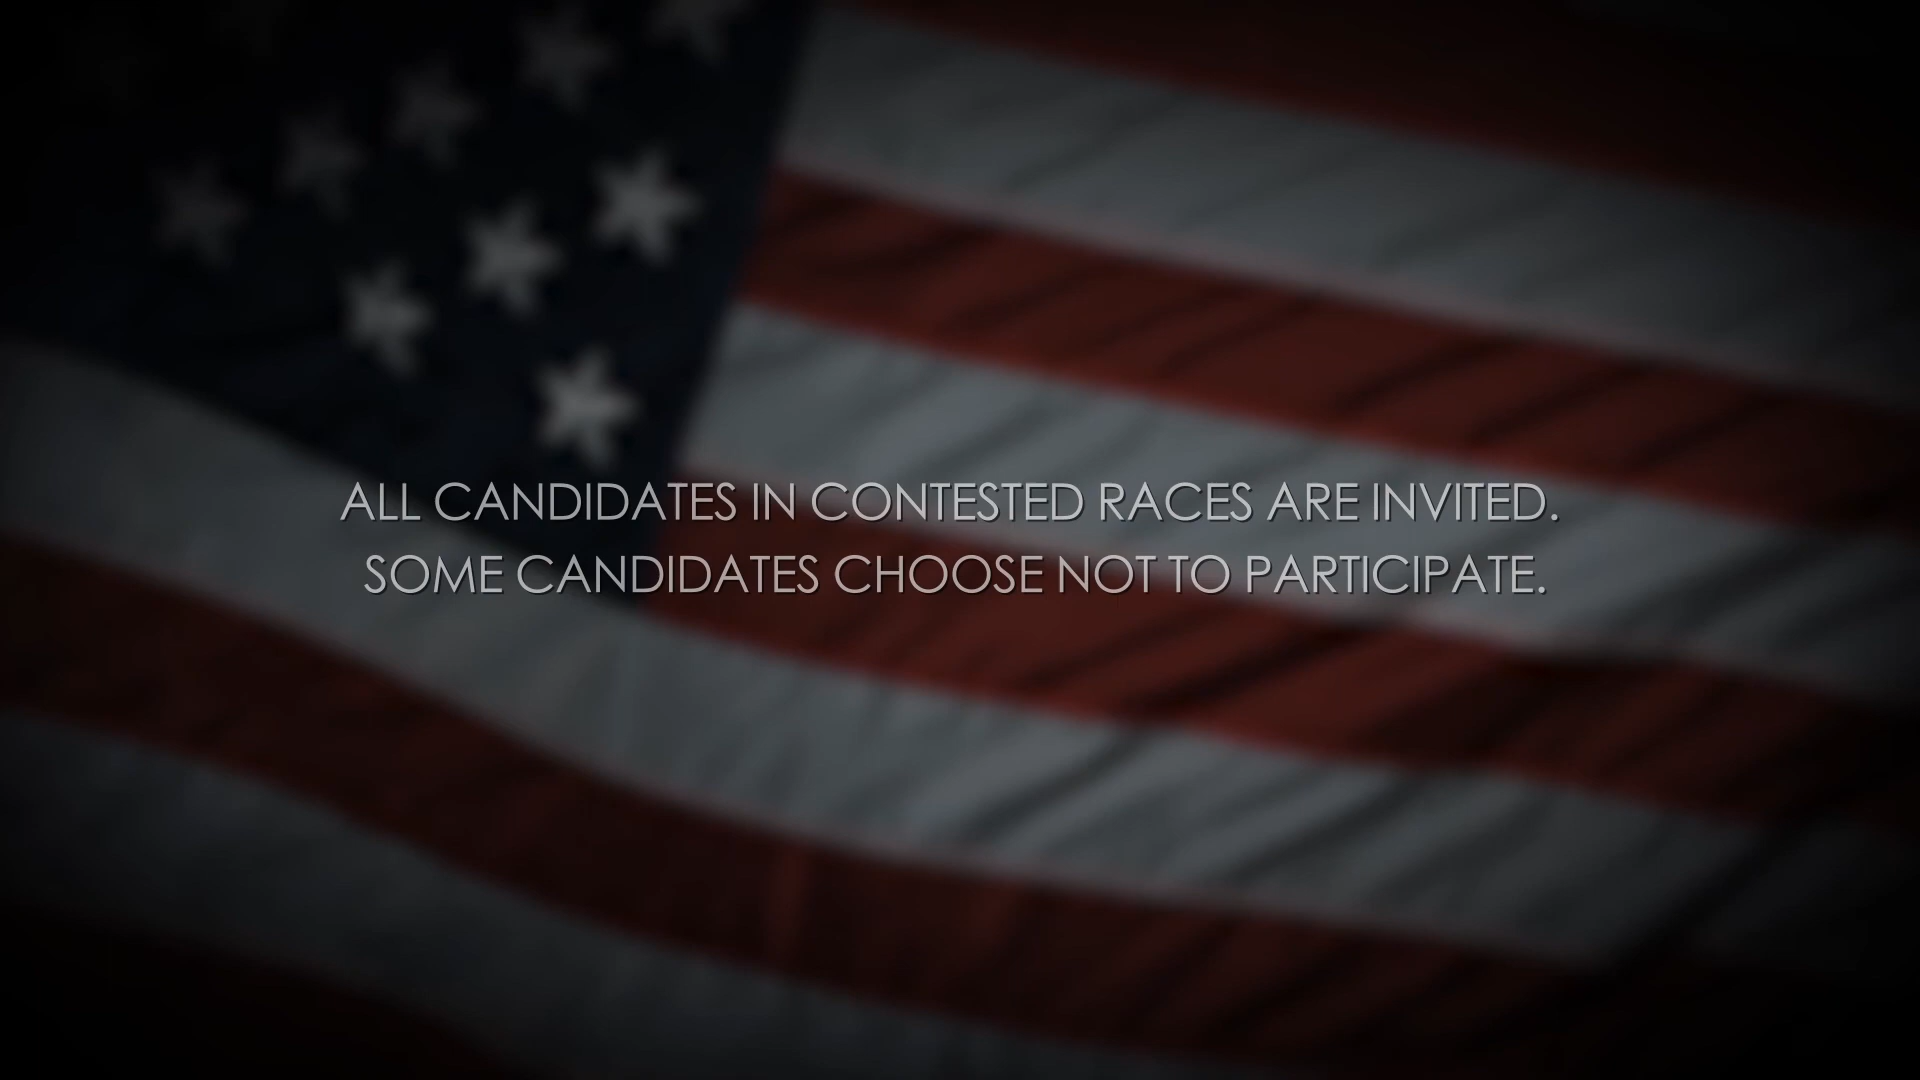 ALL CANDIDATES IN CONTESTED RACES ARE INVITED.
SOME CANDIDATES CHOOSE NOT TO PARTICIPATE.